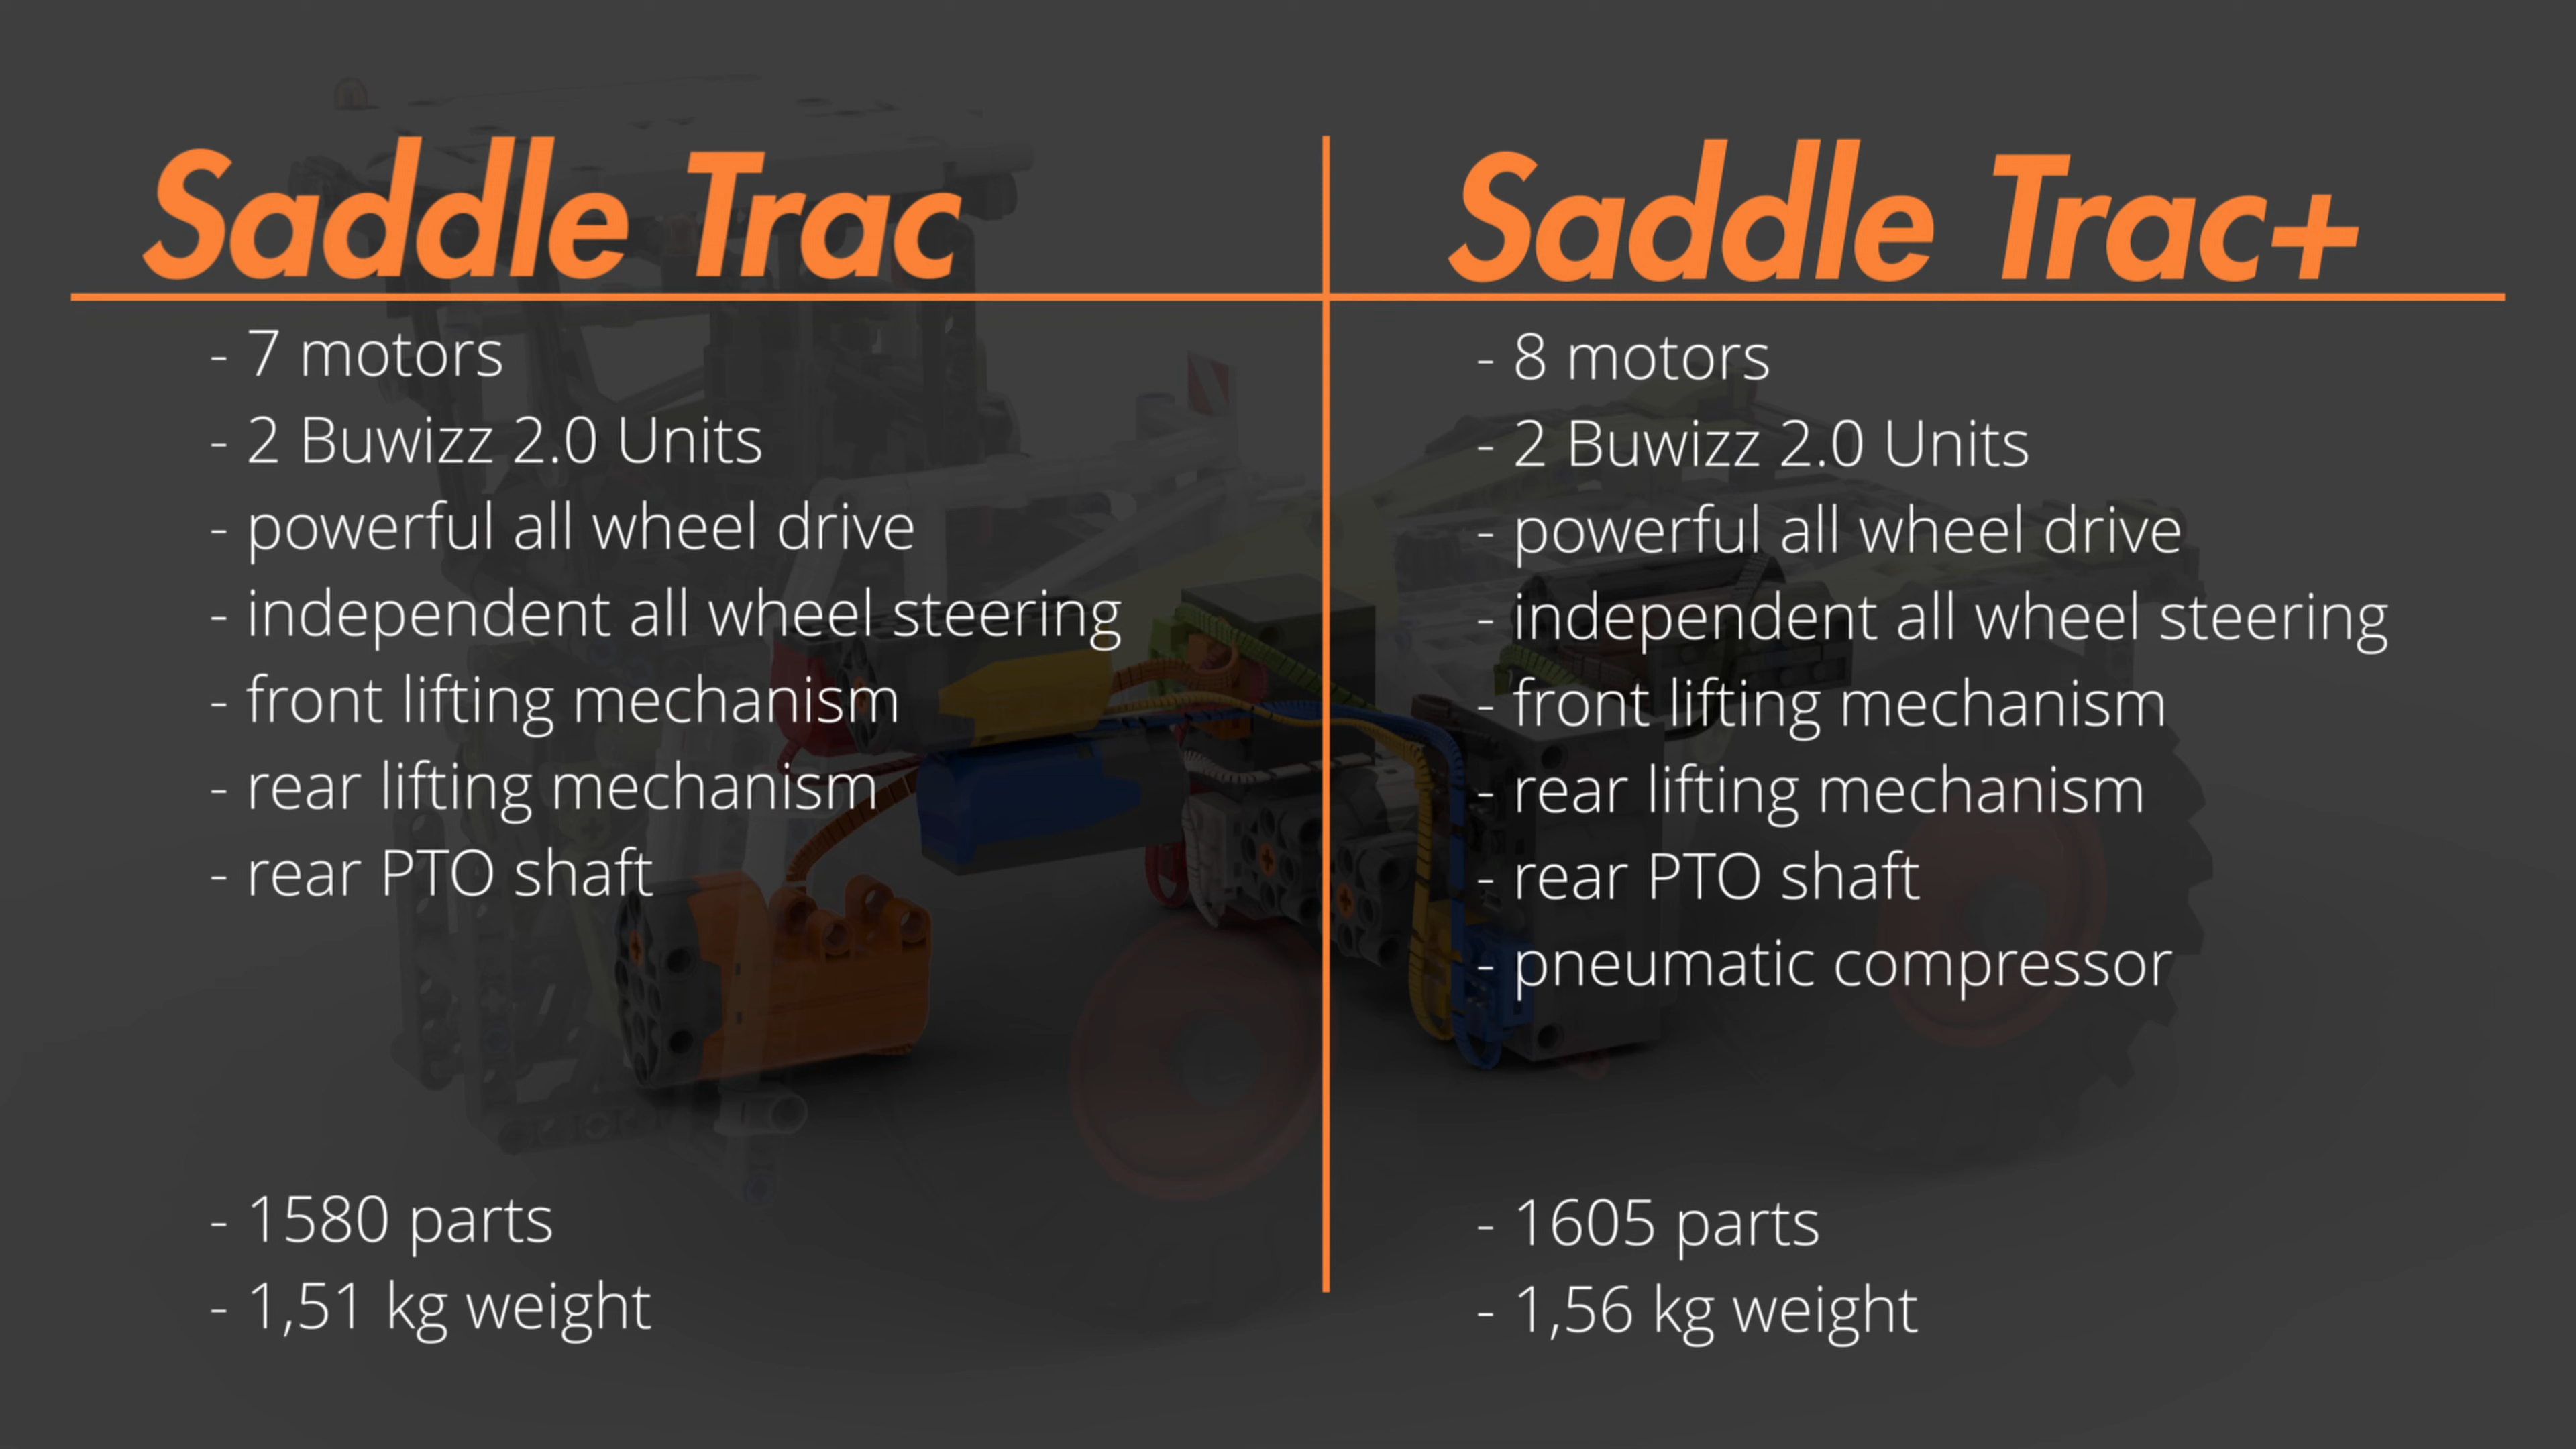 Saddle Trac
- 7 motors
- 2 Buwizz 2.0 Units
- powerful all wheel drive
- independent all wheel steering
- front lifting mechanism
- rear lifting mechanism
- rear PTO shaft
- 1580 parts
- 1,51 kg weight
Saddle Trac+
- 8 motors
- 2 Buwizz 2.0 Units
- powerful all wheel drive
- independent all wheel steering
- front lifting mechanism
- rear lifting mechanism
- rear PTO shaft
- pneumatic compressor
- 1605 parts
- 1,56 kg weight